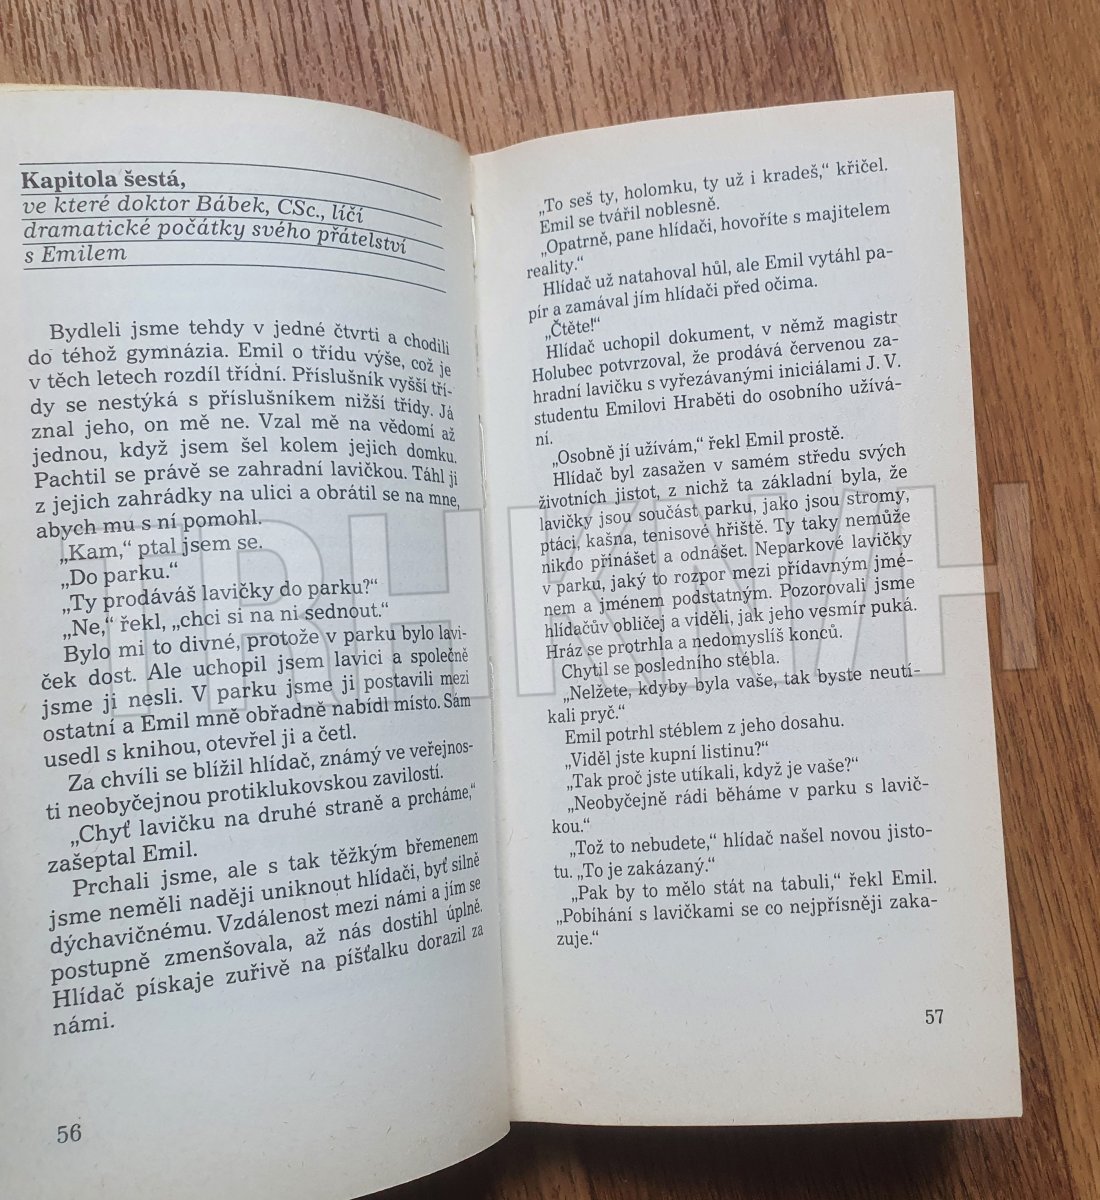 Kapitola šestá,
ve které doktor Bábek, CSc., líčí
dramatické počátky svého přátelství
s Emilem
Bydleli jsme tehdy v jedné čtvrti a chodili
do téhož gymnázia. Emil o třídu výše, což je
v těch letech rozdíl třídní. Příslušník vyšší tří-
dy se nestýká s příslušníkem nižší třídy. Já
znal jeho, on mě ne. Vzal mě na vědomí až
jednou, když jsem šel kolem jejich domku.
Pachtil se právě se zahradní lavičkou. Táhl ji
z jejich zahrádky na ulici a obrátil se na mne,
abych mu s ní pomohl.
„Kam,“ ptal jsem se.
„Do parku.“
„Ty prodáváš lavičky do parku?“
„Ne,“ řekl, „chci si na ni sednout.“
Bylo mi to divné, protože v parku bylo lavi-
ček dost. Ale uchopil jsem lavici a společně
jsme ji nesli. V parku jsme ji postavili mezi
ostatní a Emil mně obřadně nabídl místo. Sám
usedl s knihou, otevřel ji a četl.
Za chvíli se blížil hlídač, známý ve veřejnos-
ti neobyčejnou protiklukovskou zavilostí.
„Chyť lavičku na druhé straně a prcháme,“
zašeptal Emil.
Prchali jsme, ale s tak těžkým břemenem
jsme neměli naději uniknout hlídači, byť silně
dýchavičnému. Vzdálenost mezi námi a jím se
postupně zmenšovala, až nás dostihl úplně.
Hlídač pískaje zuřivě na píšťalku dorazil za
námi.
56
„To seš ty, holomku, ty už i kradeš,“ křičel.
Emil se tvářil noblesně.
„Opatrně, pane hlídači, hovoříte s majitelem
reality.“
Hlídač už natahoval hůl, ale Emil vytáhl pa-
pír a zamával jím hlídači před očima.
„Čtěte!“
Hlídač uchopil dokument, v němž magistr
Holubec potvrzoval, že prodává červenou za-
hradní lavičku s vyřezávanými iniciálami J. V.
studentu Emilovi Hraběti do osobního užívá-
ní.
„Osobně jí užívám,“ řekl Emil prostě.
Hlídač byl zasažen v samém středu svých
životních jistot, z nichž ta základní byla, že
lavičky jsou součást parku, jako jsou stromy,
ptáci, kašna, tenisové hřiště. Ty taky nemůže
nikdo přinášet a odnášet. Neparkové lavičky
v parku, jaký to rozpor mezi přídavným jmé-
nem a jménem podstatným. Pozorovali jsme
hlídačův obličej a viděli, jak jeho vesmír puká.
Hráz se protrhla a nedomyslíš konců.
Chytil se posledního stébla.
„Nelžete, kdyby byla vaše, tak byste neutí-
kali pryč.“
Emil potrhl stéblem z jeho dosahu.
„Viděl jste kupní listinu?“
„Tak proč jste utíkali, když je vaše?“
„Neobyčejně rádi běháme v parku s lavič-
kou.“
„Tož to nebudete,“ hlídač našel novou jisto-
tu. „To je zakázaný.“
„Pak by to mělo stát na tabuli,“ řekl Emil.
„Pobíhání s lavičkami se co nejpřísněji zaka-
zuje.“
57
TRHKNIH